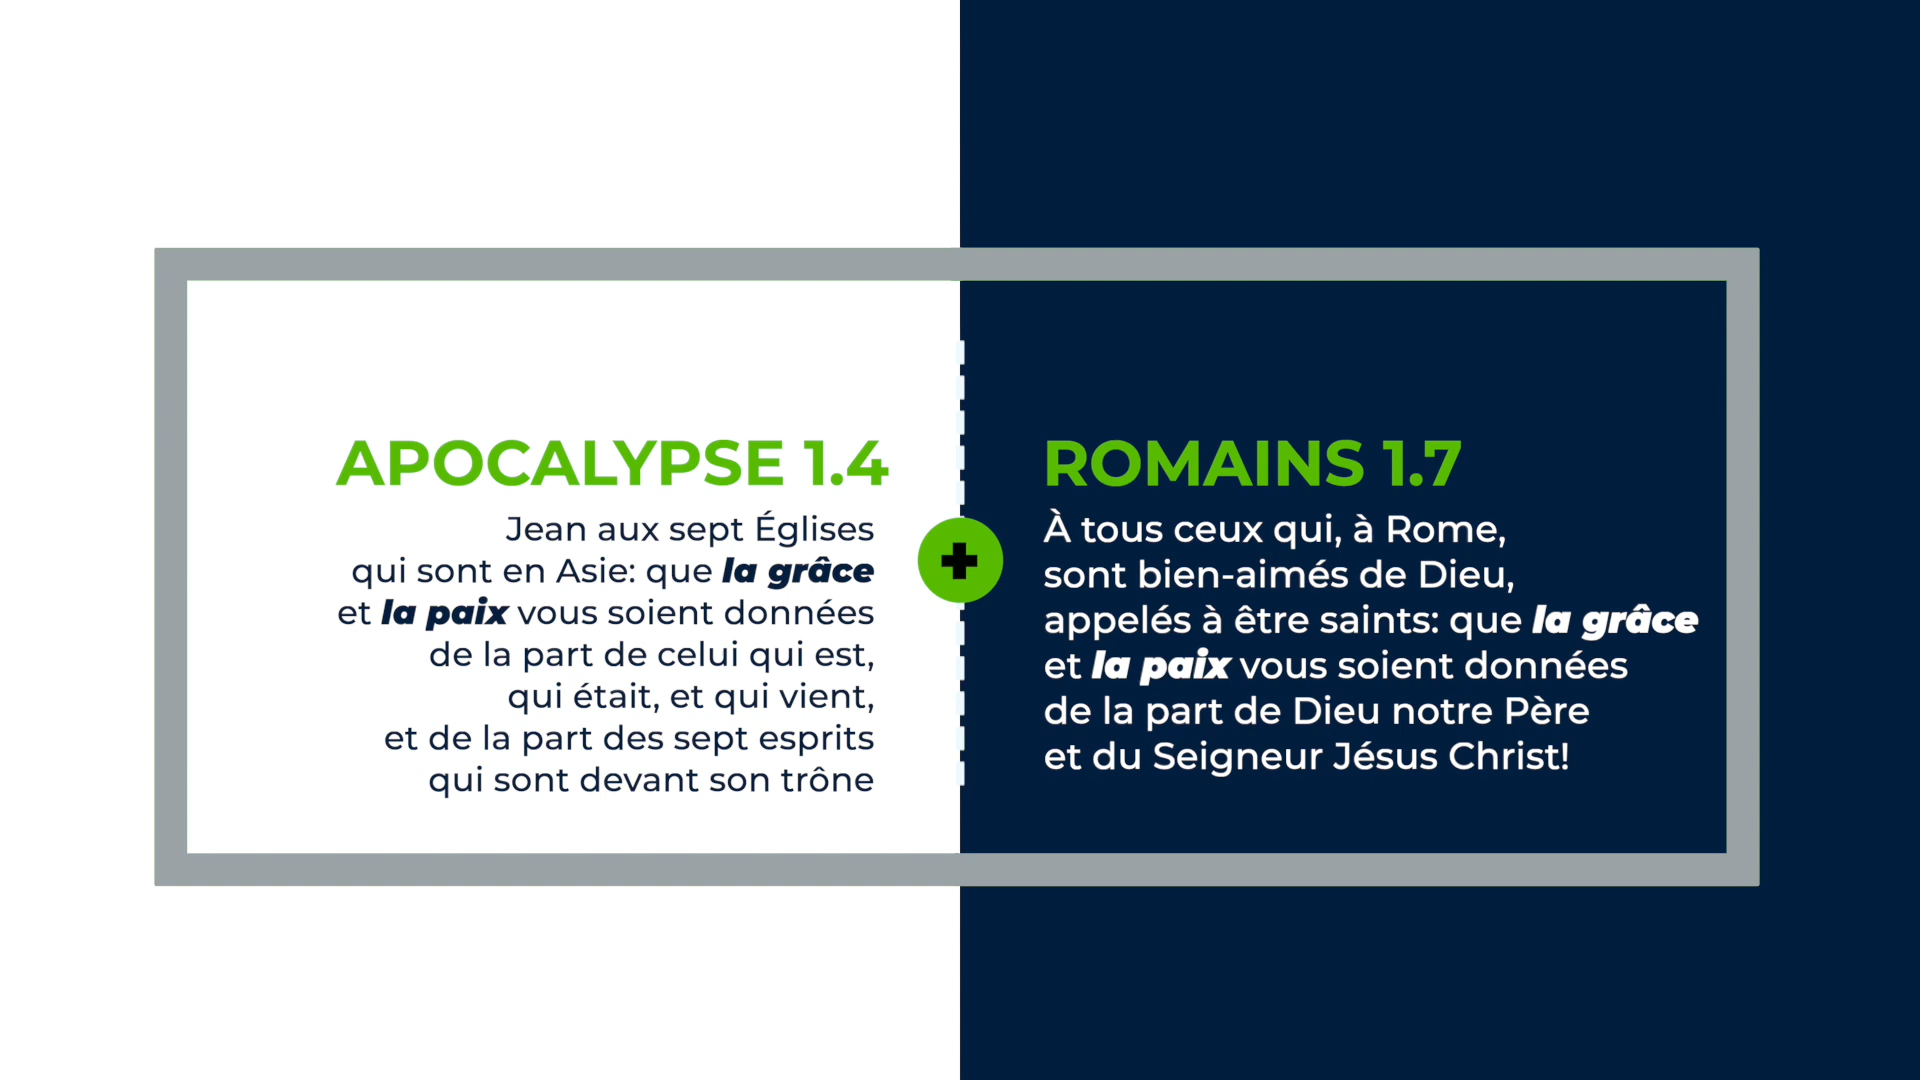 APOCALYPSE 1.4
Jean aux sept Églises
qui sont en Asie: que la grâce
et la paix vous soient données
de la part de celui qui est,
qui était, et qui vient,
et de la part des sept esprits
qui sont devant son trône
ROMAINS 1.7
À tous ceux qui, à Rome,
sont bien-aimés de Dieu,
appelés à être saints: que la grâce
et la paix vous soient données
de la part de Dieu notre Père
et du Seigneur Jésus Christ!